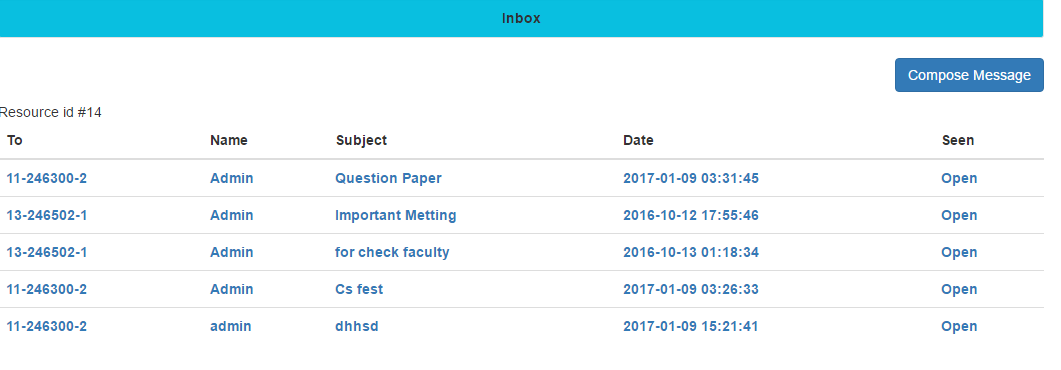 Inbox
Compose Message
Resource id #14
To Name Subject Date Seen
11-246300-2 Admin Question Paper 2017-01-09 03:31:45 Open
13-246502-1 Admin Important Metting 2016-10-12 17:55:46 Open
13-246502-1 Admin for check faculty 2016-10-13 01:18:34 Open
11-246300-2 Admin Cs fest 2017-01-09 03:26:33 Open
11-246300-2 admin dhhsd 2017-01-09 15:21:41 Open